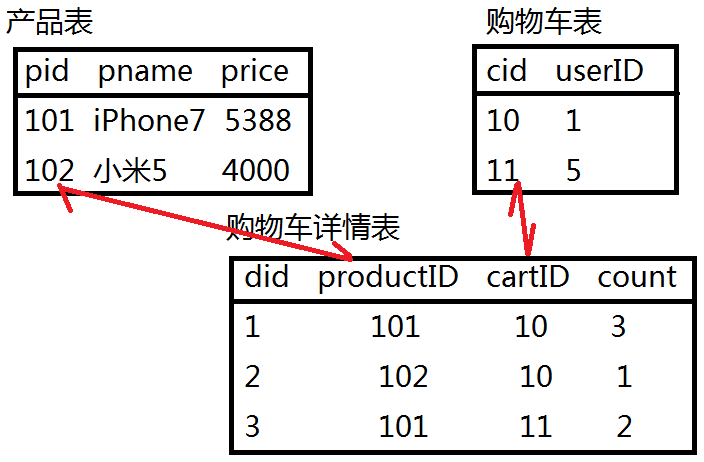 产品表
pid pname price
101 iPhone7 5388
102 小米5 4000
购物车表
cid userID
10 1
11 5
购物车详情表
did productID cartID count
1 101 10 3
2 102 10 1
3 101 11 2